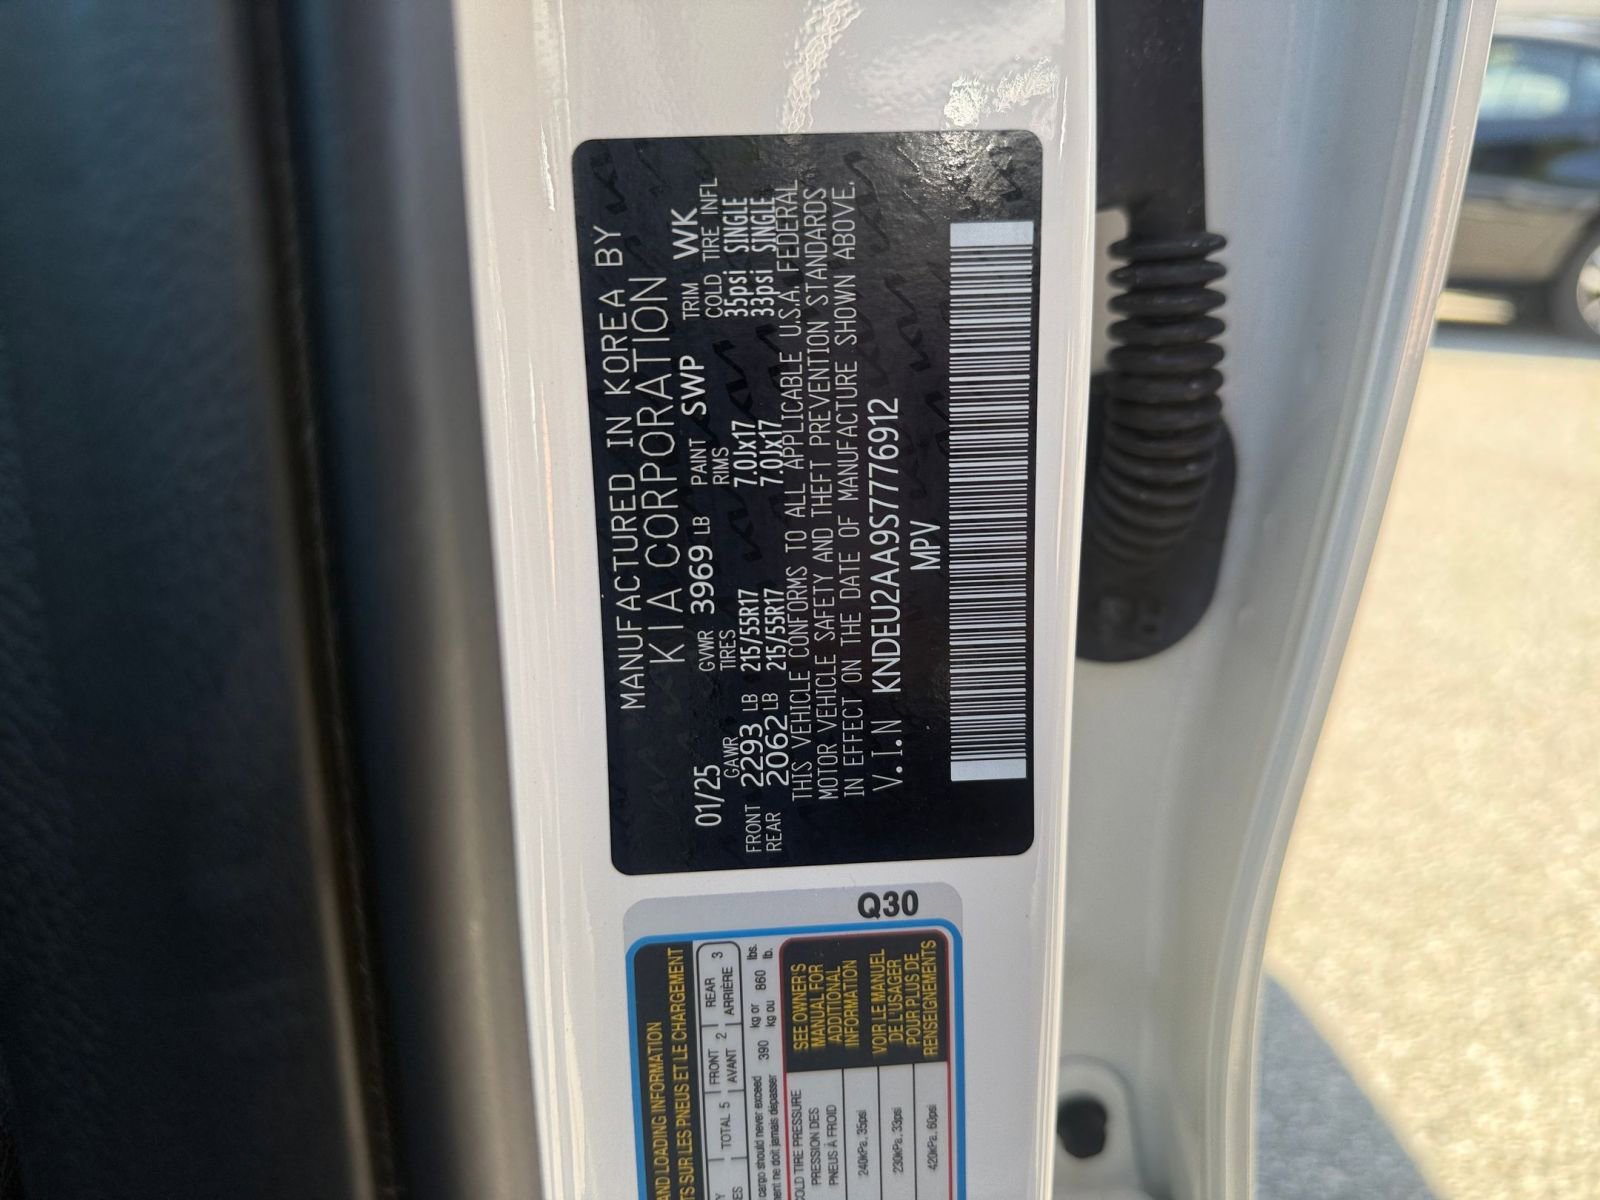 MANUFACTURED IN KOREA BY
KIA CORPORATION
01/25 GVWR 3969 LB PAINT SWP TRIM WK
GAWR TIRES RIMS COLD TIRE INFL
FRONT 2293 LB 215/55R17 7.0Jx17 35psi SINGLE
REAR 2062 LB 215/55R17 7.0Jx17 33psi SINGLE
THIS VEHICLE CONFORMS TO ALL APPLICABLE U.S.A. FEDERAL
MOTOR VEHICLE SAFETY AND THEFT PREVENTION STANDARDS
IN EFFECT ON THE DATE OF MANUFACTURE SHOWN ABOVE.
V.I.N KNDEU2AA9S7776912
MPV
Q30
AND LOADING INFORMATION
TS SUR LES PNEUS ET LE CHARGEMENT
TOTAL 5 FRONT 2 REAR 3
AVANT ARRIÈRE
cargo should never exceed 390 kg or 860 lbs.
ment ne doit jamais dépasser kg ou lb.
COLD TIRE PRESSURE
PRESSION DES
PNEUS À FROID
240kPa, 35psi
230kPa, 33psi
420kPa, 60psi
SEE OWNER'S
MANUAL FOR
ADDITIONAL
INFORMATION
VOIR LE MANUEL
DE L'USAGER
POUR PLUS DE
RENSEIGNEMENTS